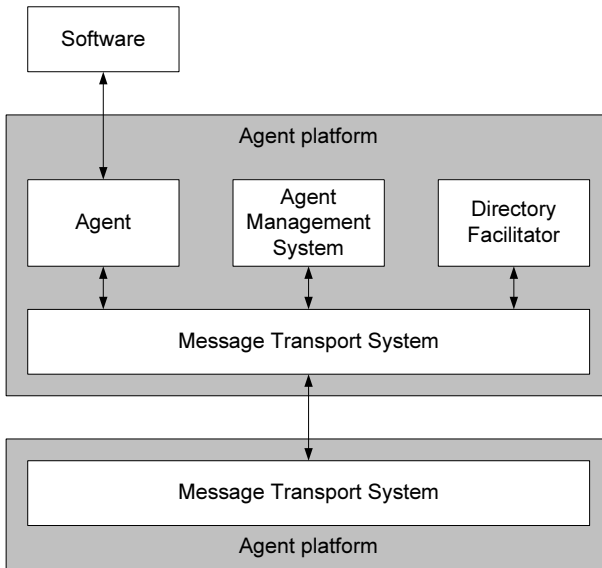 Software
Agent platform
Agent
Agent
Management
System
Directory
Facilitator
Message Transport System
Message Transport System
Agent platform